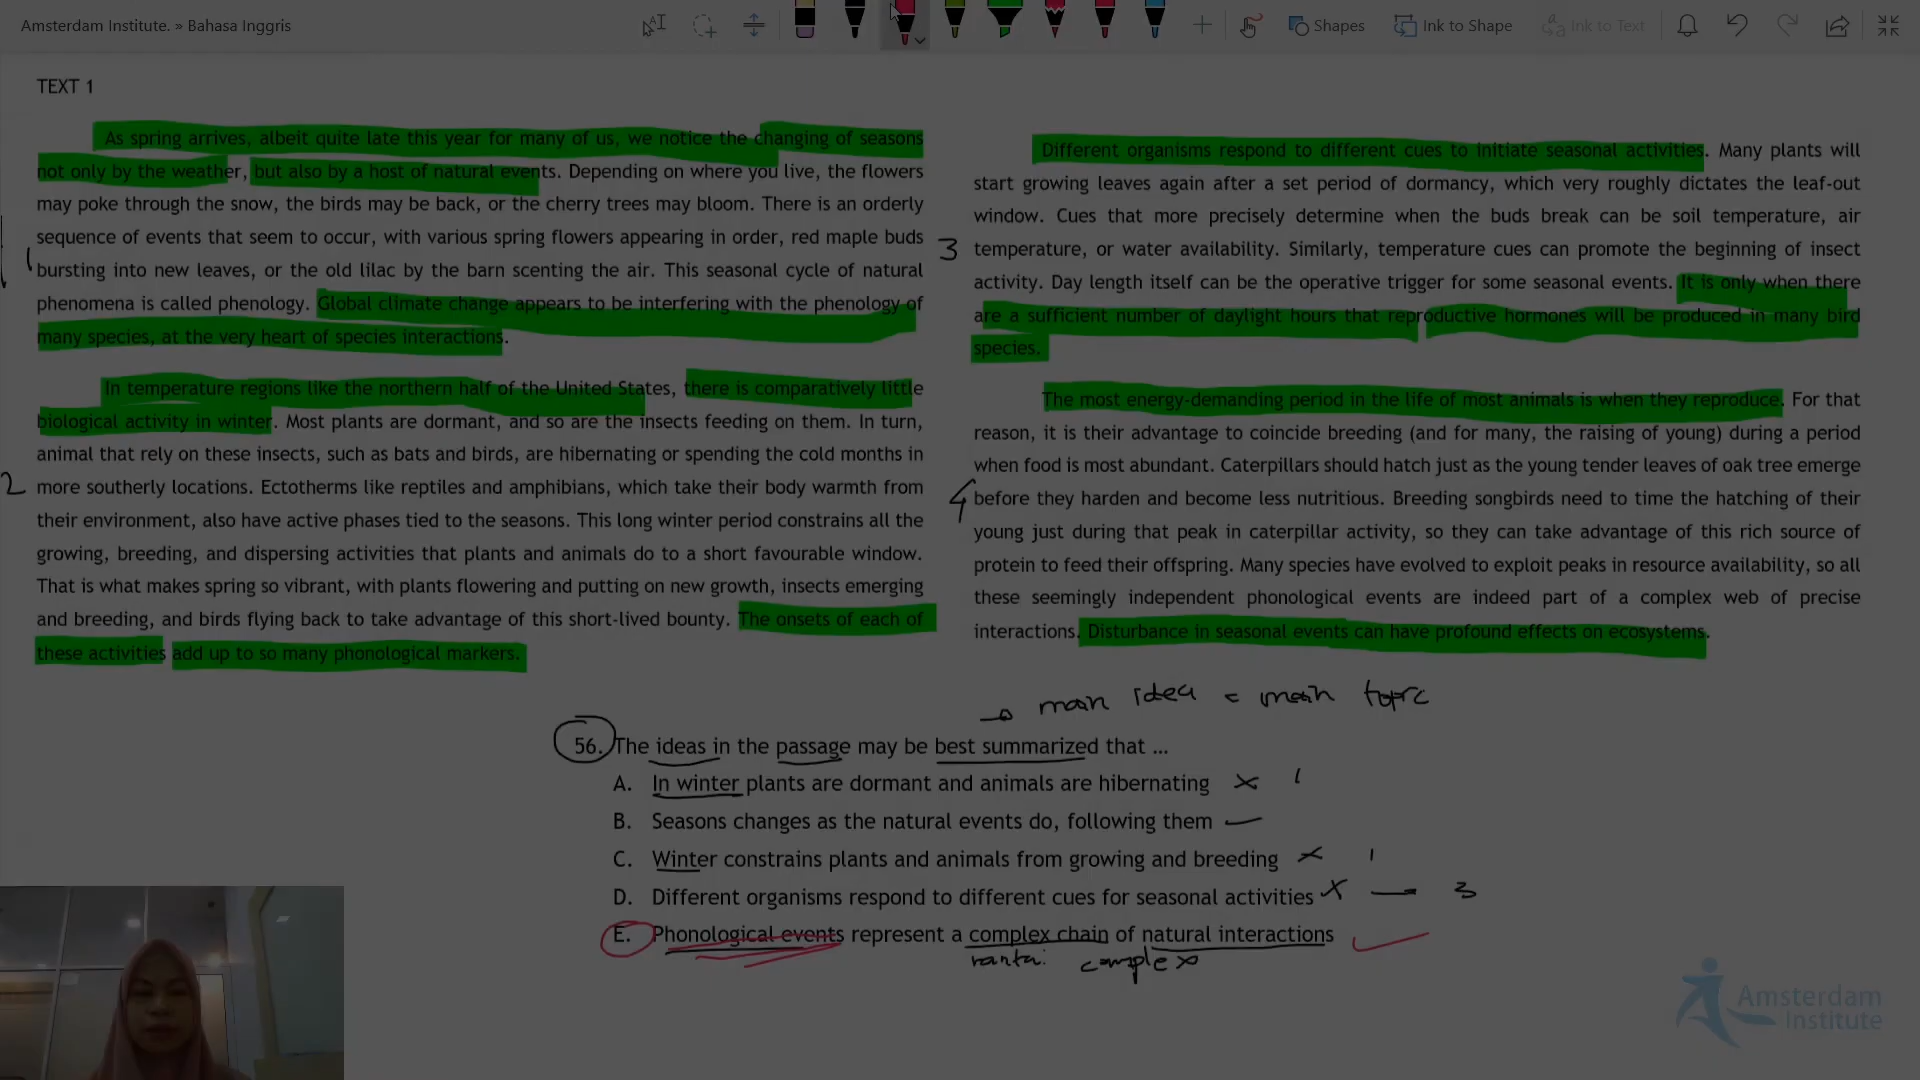 Amsterdam Institute. » Bahasa Inggris
Shapes
Ink to Shape
Ink to Text
TEXT 1
As spring arrives, albeit quite late this year for many of us, we notice the changing of seasons
not only by the weather, but also by a host of natural events. Depending on where you live, the flowers
may poke through the snow, the birds may be back, or the cherry trees may bloom. There is an orderly
sequence of events that seem to occur, with various spring flowers appearing in order, red maple buds
1
bursting into new leaves, or the old lilac by the barn scenting the air. This seasonal cycle of natural
phenomena is called phenology. Global climate change appears to be interfering with the phenology of
many species, at the very heart of species interactions.
In temperature regions like the northern half of the United States, there is comparatively little
biological activity in winter. Most plants are dormant, and so are the insects feeding on them. In turn,
animal that rely on these insects, such as bats and birds, are hibernating or spending the cold months in
2
more southerly locations. Ectotherms like reptiles and amphibians, which take their body warmth from
their environment, also have active phases tied to the seasons. This long winter period constrains all the
growing, breeding, and dispersing activities that plants and animals do to a short favourable window.
That is what makes spring so vibrant, with plants flowering and putting on new growth, insects emerging
and breeding, and birds flying back to take advantage of this short-lived bounty. The onsets of each of
these activities add up to so many phonological markers.
Different organisms respond to different cues to initiate seasonal activities. Many plants will
start growing leaves again after a set period of dormancy, which very roughly dictates the leaf-out
window. Cues that more precisely determine when the buds break can be soil temperature, air
3
temperature, or water availability. Similarly, temperature cues can promote the beginning of insect
activity. Day length itself can be the operative trigger for some seasonal events. It is only when there
are a sufficient number of daylight hours that reproductive hormones will be produced in many bird
species.
The most energy-demanding period in the life of most animals is when they reproduce. For that
reason, it is their advantage to coincide breeding (and for many, the raising of young) during a period
when food is most abundant. Caterpillars should hatch just as the young tender leaves of oak tree emerge
4
before they harden and become less nutritious. Breeding songbirds need to time the hatching of their
young just during that peak in caterpillar activity, so they can take advantage of this rich source of
protein to feed their offspring. Many species have evolved to exploit peaks in resource availability, so all
these seemingly independent phonological events are indeed part of a complex web of precise
interactions. Disturbance in seasonal events can have profound effects on ecosystems.
main idea = main topic
56. The ideas in the passage may be best summarized that ...
A. In winter plants are dormant and animals are hibernating x 1
B. Seasons changes as the natural events do, following them
C. Winter constrains plants and animals from growing and breeding x 1
D. Different organisms respond to different cues for seasonal activities x — 3
E. Phonological events represent a complex chain of natural interactions
rantai complex
Amsterdam
Institute